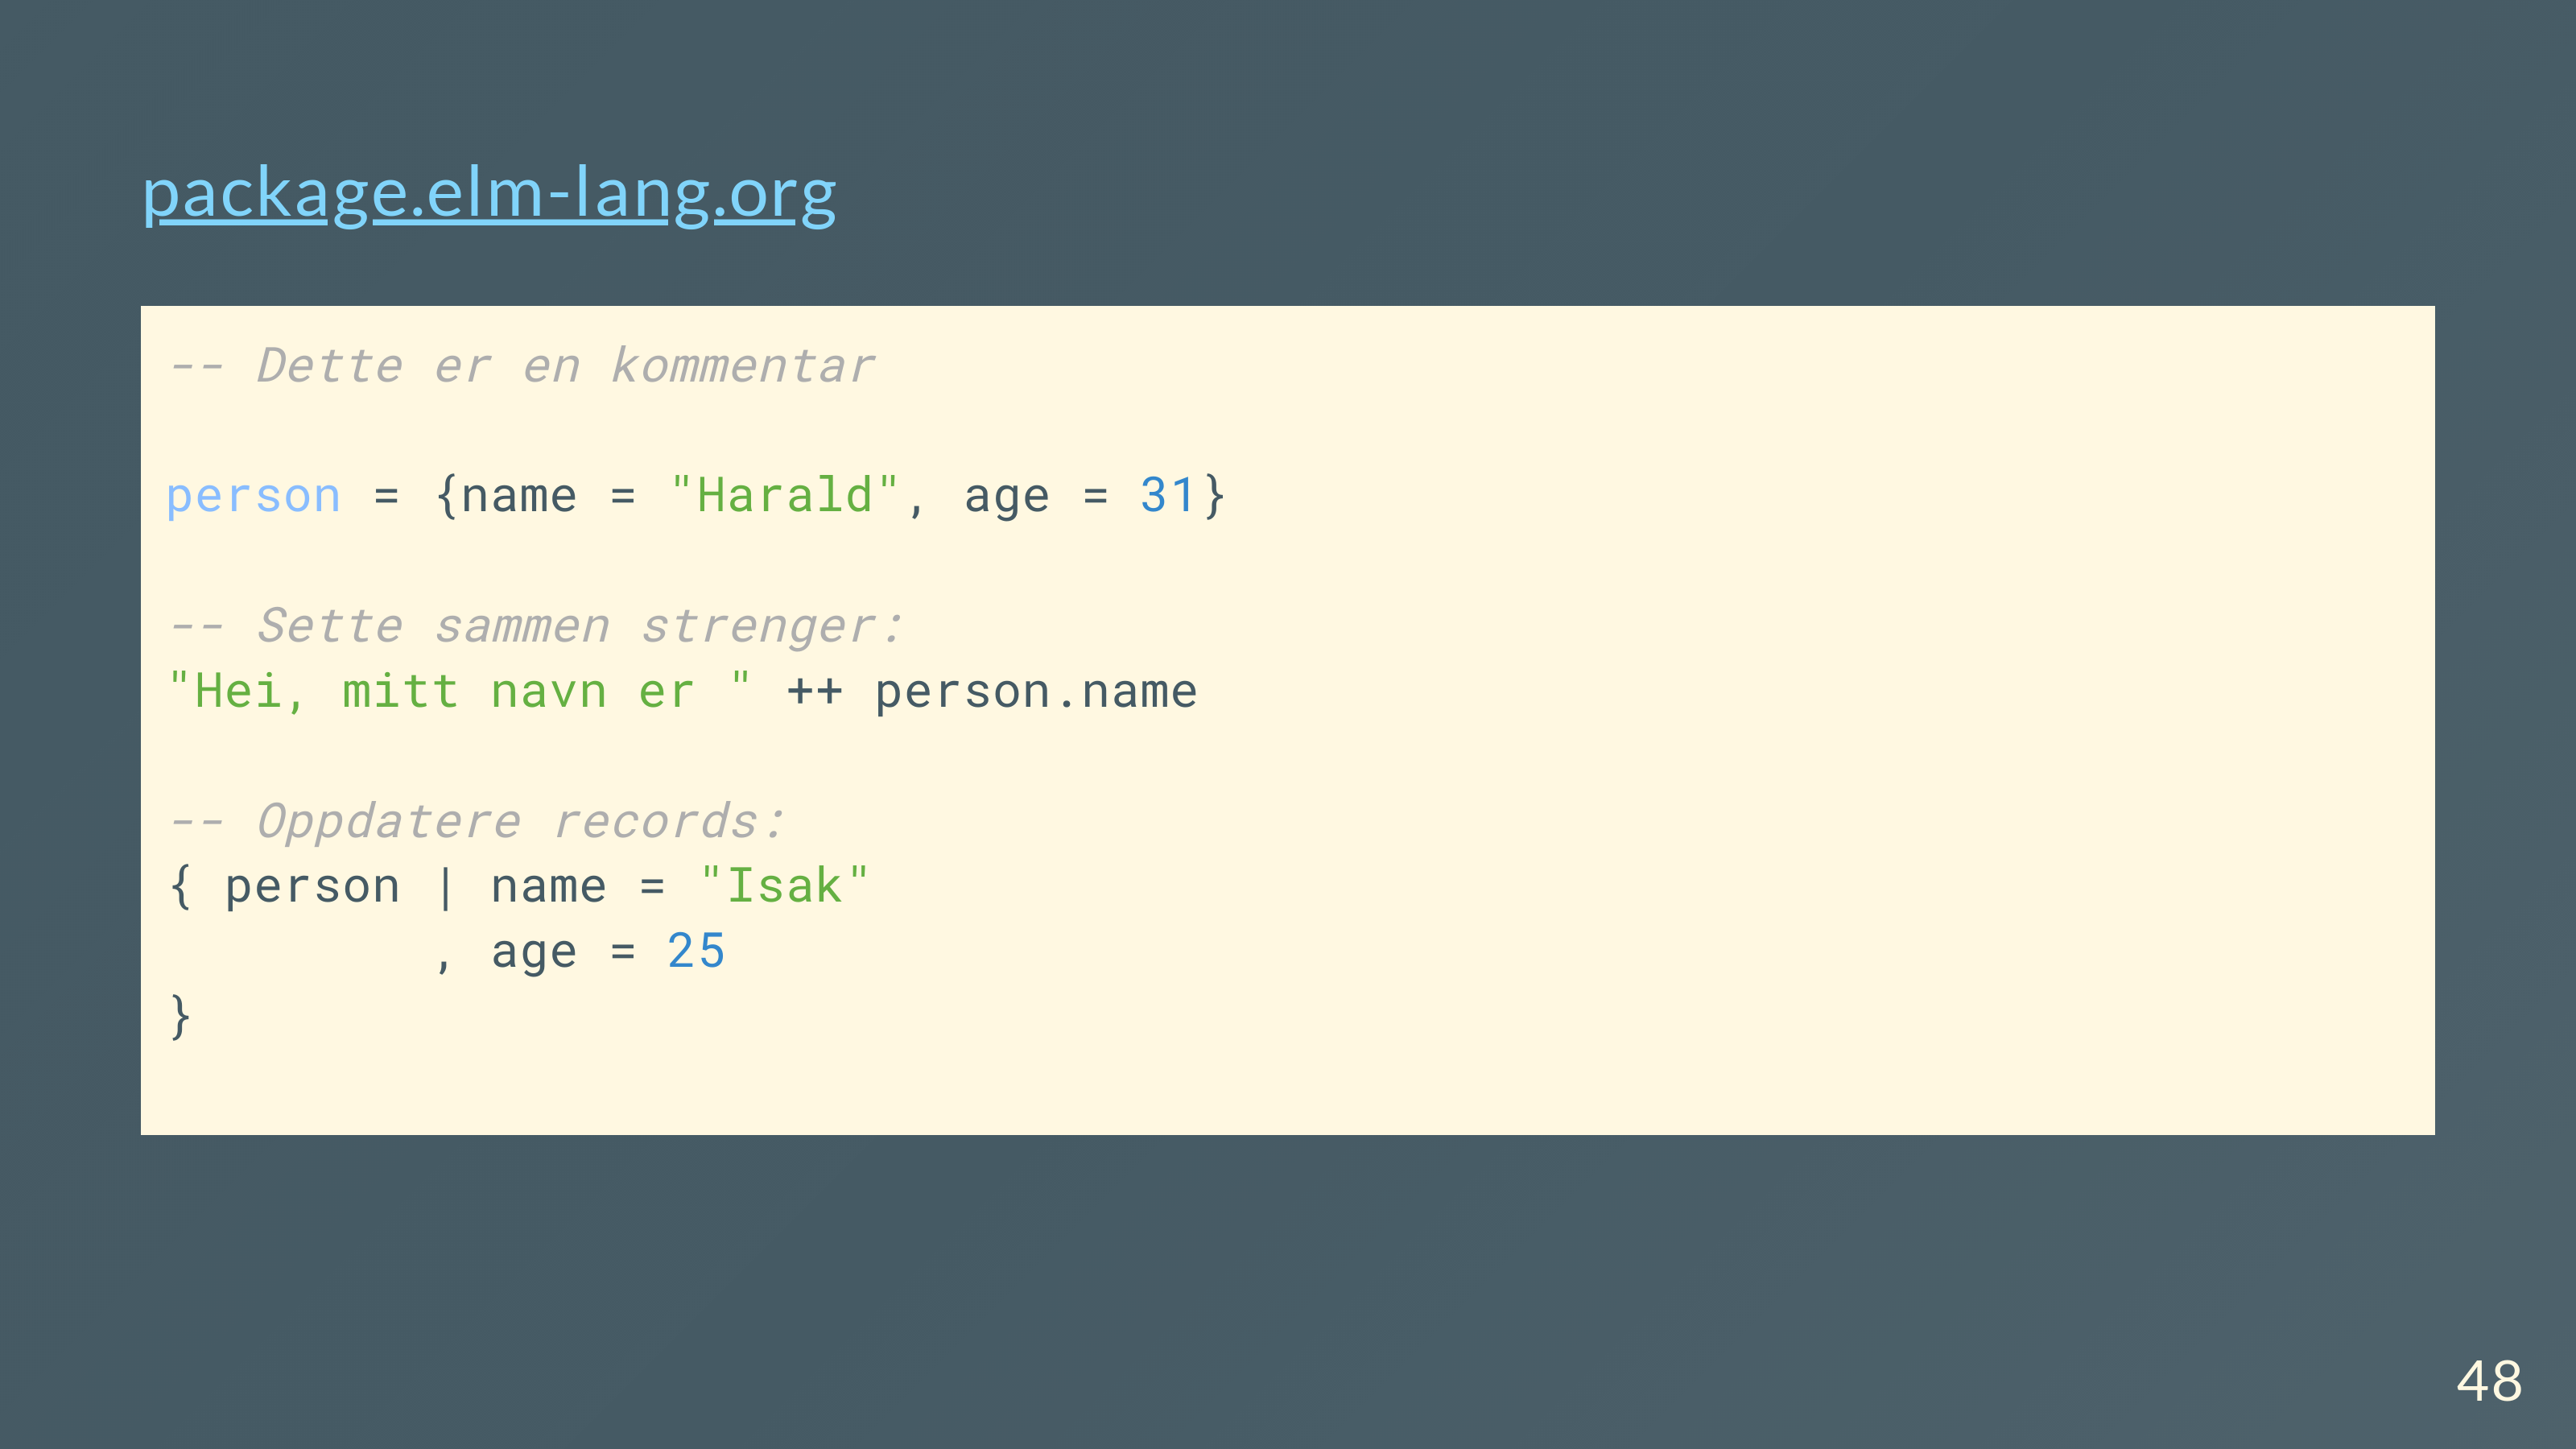 package.elm-lang.org
-- Dette er en kommentar
person = {name = "Harald", age = 31}
-- Sette sammen strenger:
"Hei, mitt navn er " ++ person.name
-- Oppdatere records:
{ person | name = "Isak"
         , age = 25
}
48